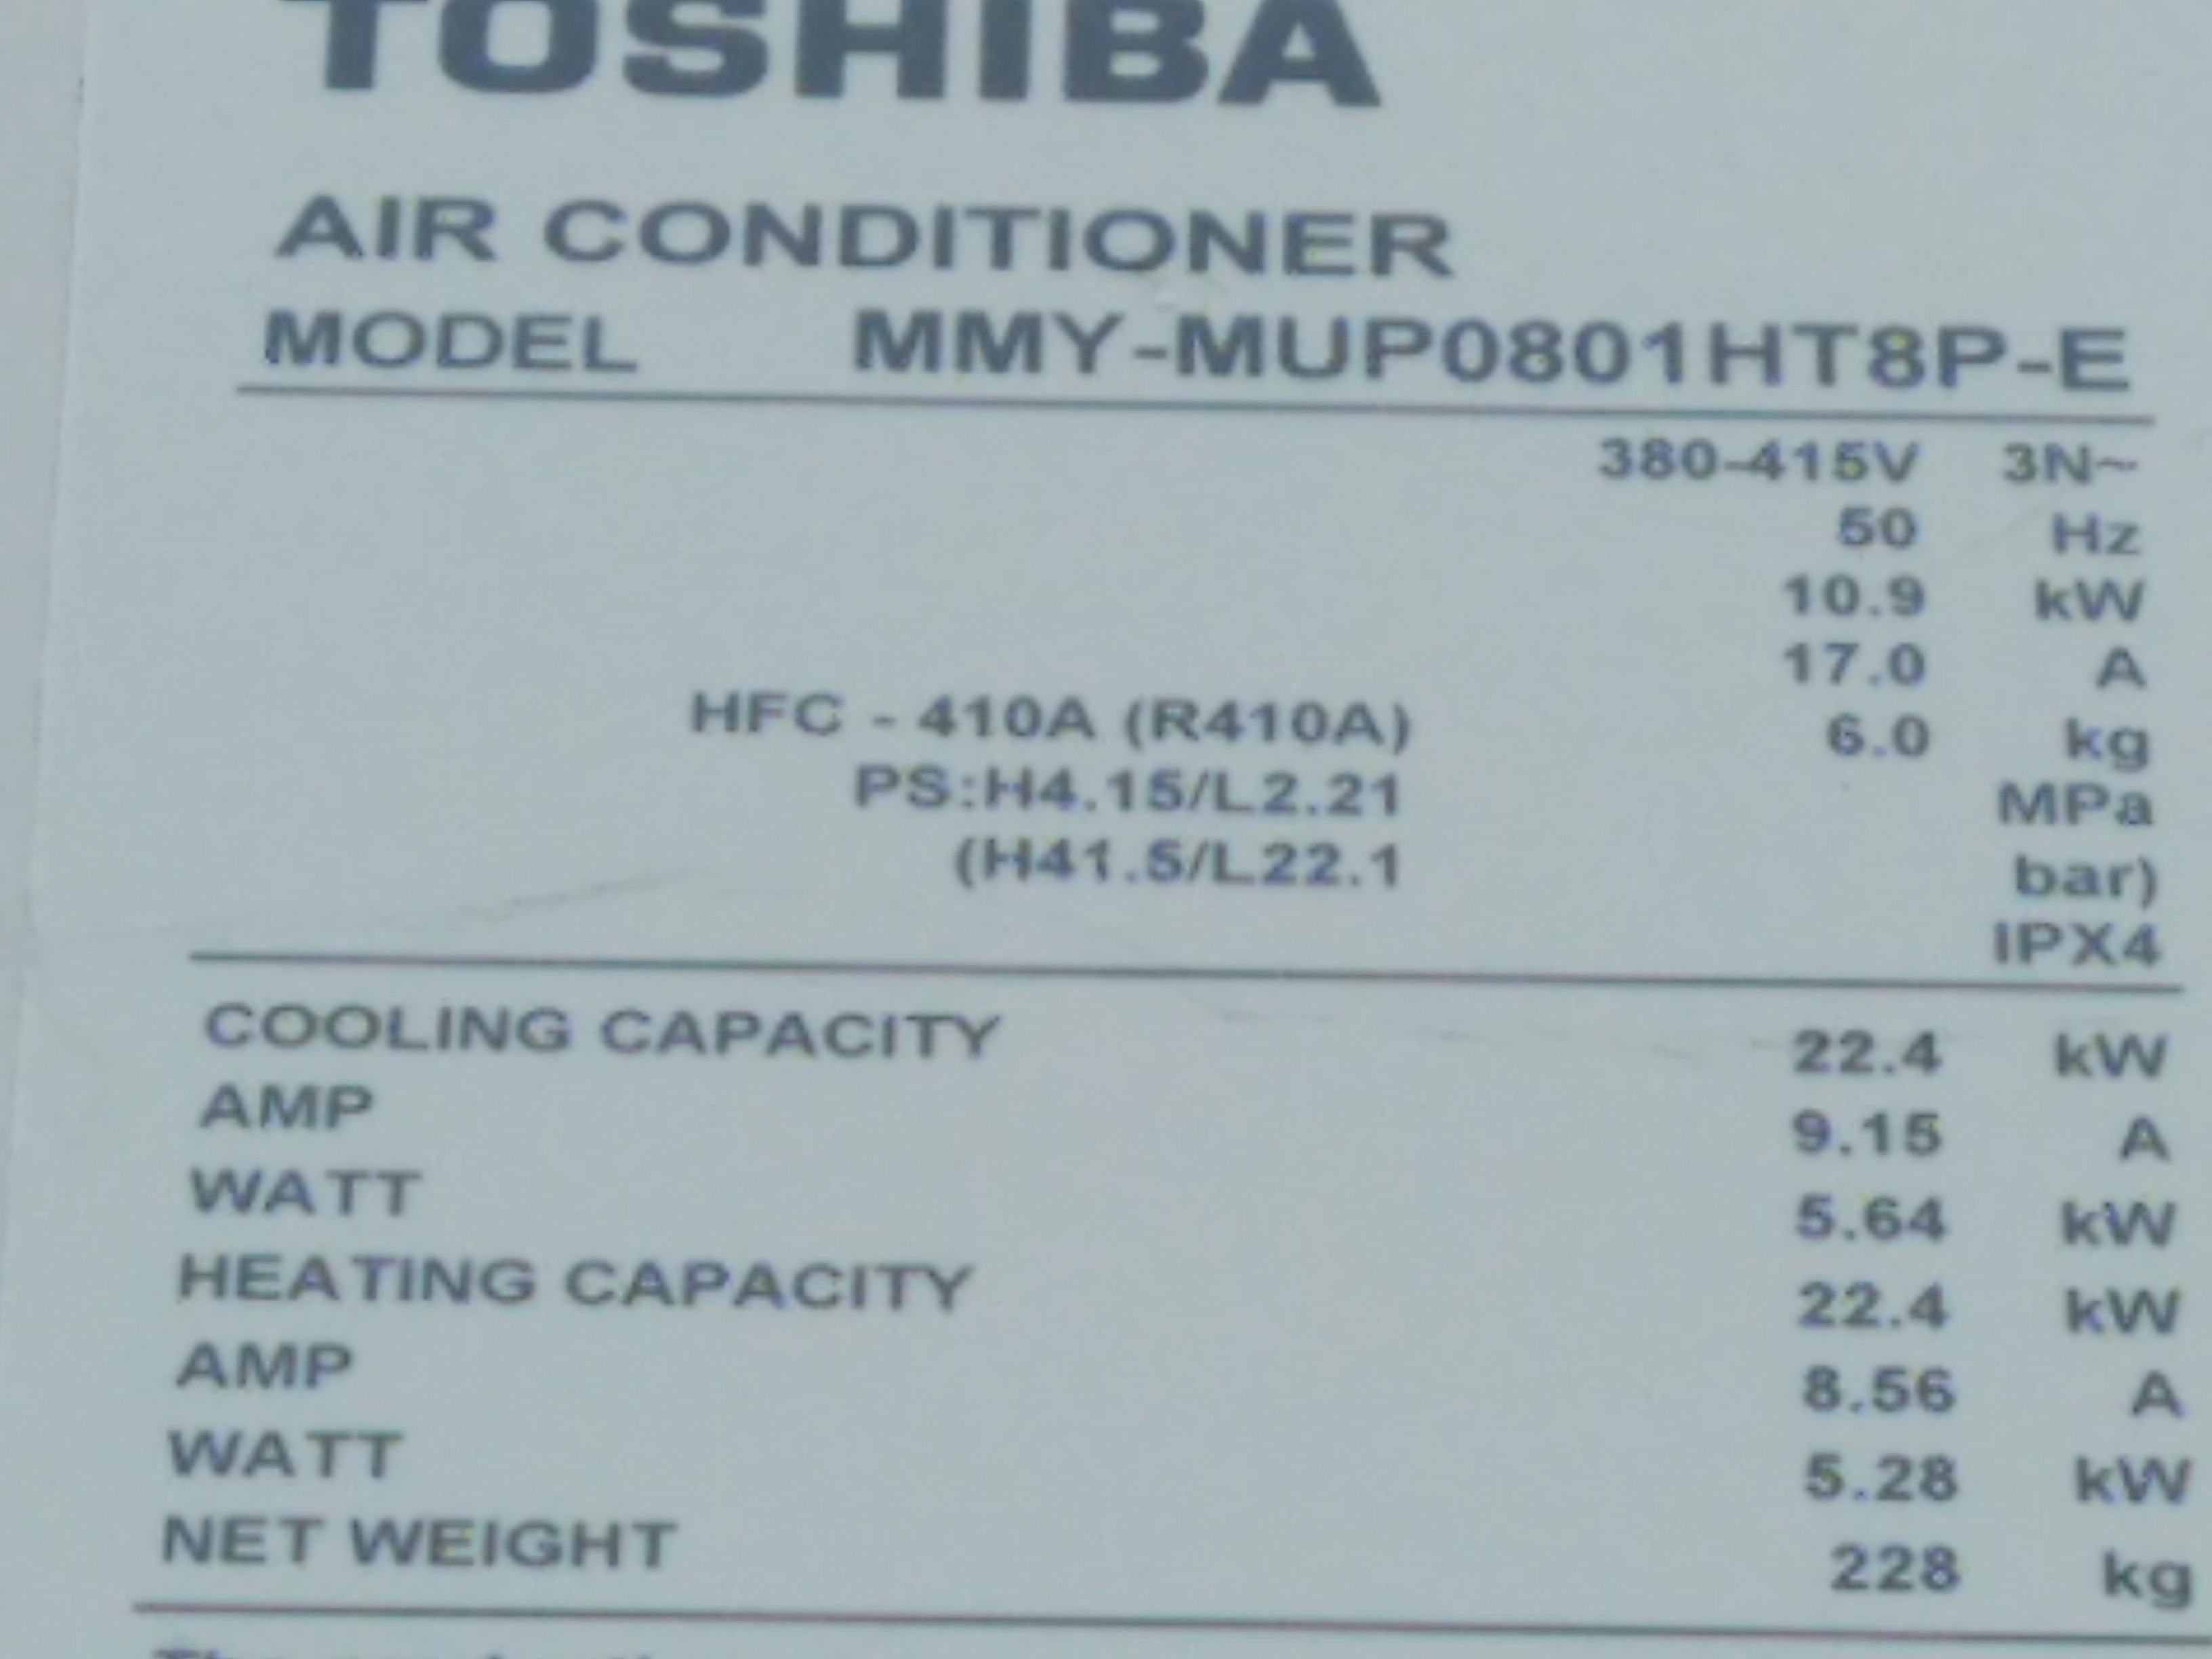 TOSHIBA
AIR CONDITIONER
MODEL MMY-MUP0801HT8P-E
380-415V 3N~
50 Hz
10.9 kW
17.0 A
HFC - 410A (R410A) 6.0 kg
PS:H4.15/L2.21 MPa
(H41.5/L22.1 bar)
IPX4
COOLING CAPACITY 22.4 kW
AMP 9.15 A
WATT 5.64 kW
HEATING CAPACITY 22.4 kW
AMP 8.56 A
WATT 5.28 kW
NET WEIGHT 228 kg